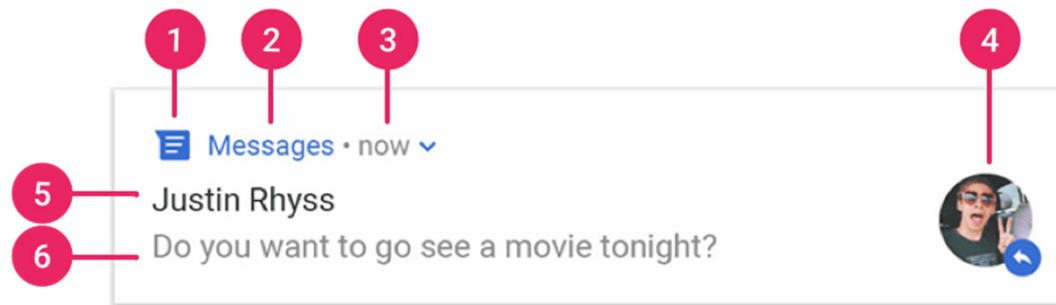 1 2 3 4
Messages • now
5 Justin Rhyss
6 Do you want to go see a movie tonight?